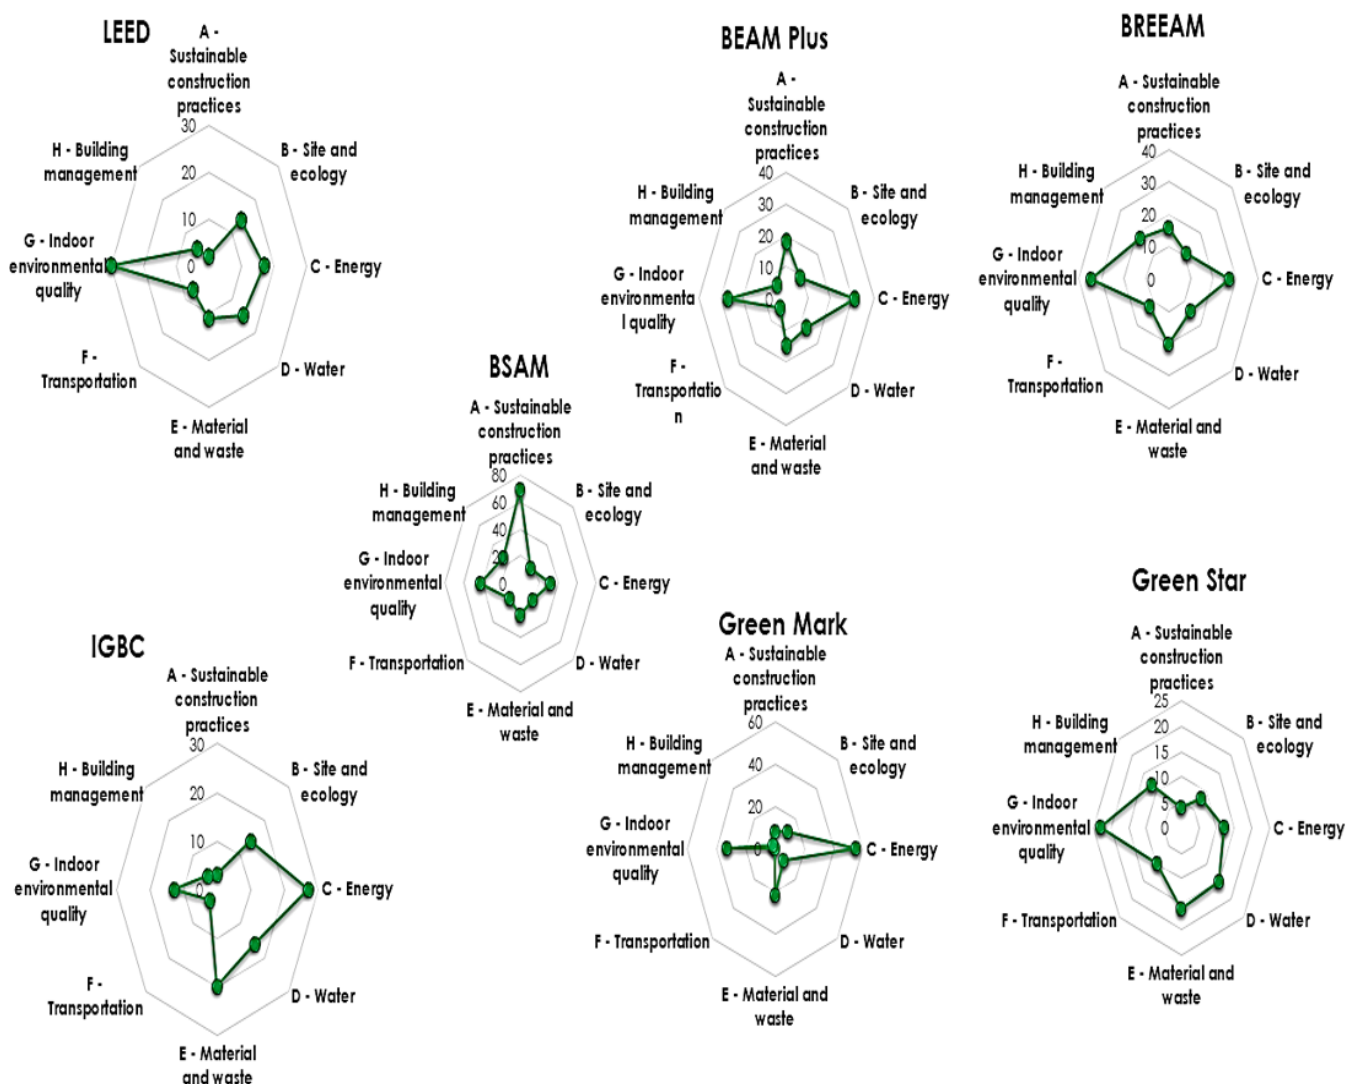 LEED
A -
Sustainable
construction
practices
30
20
10
0
B - Site and
ecology
C - Energy
D - Water
E - Material
and waste
F -
Transportation
G - Indoor
environmental
quality
H - Building
management
BEAM Plus
A -
Sustainable
construction
practices
40
30
20
10
0
B - Site and
ecology
C - Energy
D - Water
E - Material
and waste
F -
Transportatio
n
G - Indoor
environmenta
l quality
H - Building
management
BREEAM
A - Sustainable
construction
practices
40
30
20
10
0
B - Site and
ecology
C - Energy
D - Water
E - Material and
waste
F -
Transportation
G - Indoor
environmental
quality
H - Building
management
BSAM
A - Sustainable
construction
practices
80
60
40
0
B - Site and
ecology
C - Energy
D - Water
E - Material and
waste
F - Transportation
G - Indoor
environmental
quality
H - Building
management
IGBC
A - Sustainable
construction
practices
30
20
10
0
B - Site and
ecology
C - Energy
D - Water
E - Material
and waste
F -
Transportation
G - Indoor
environmental
quality
H - Building
management
Green Mark
A - Sustainable
construction
practices
60
40
20
0
B - Site and
ecology
C - Energy
D - Water
E - Material and
waste
F - Transportation
G - Indoor
environmental
quality
H - Building
management
Green Star
A - Sustainable
construction
practices
25
20
15
10
5
0
B - Site and
ecology
C - Energy
D - Water
E - Material and
waste
F - Transportation
G - Indoor
environmental
quality
H - Building
management